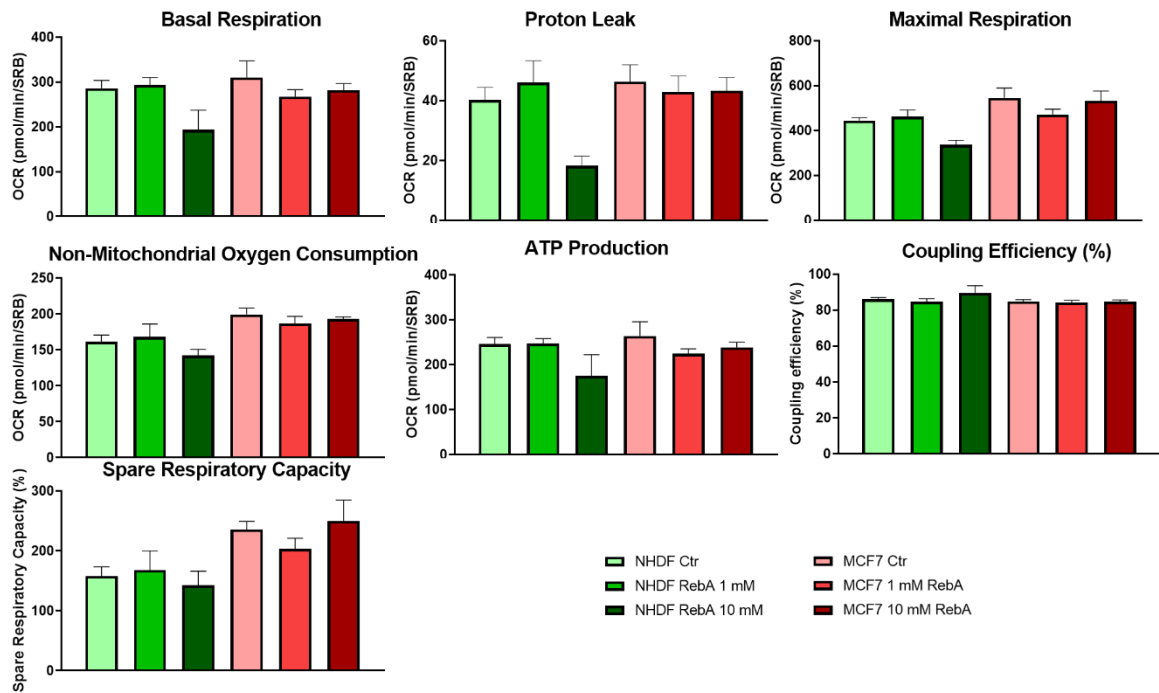 Basal Respiration
OCR (pmol/min/SRB)
400
300
200
100
0
Proton Leak
OCR (pmol/min/SRB)
60
40
20
0
Maximal Respiration
OCR (pmol/min/SRB)
800
600
400
200
0
Non-Mitochondrial Oxygen Consumption
OCR (pmol/min/SRB)
250
200
150
100
50
0
ATP Production
OCR (pmol/min/SRB)
400
300
200
100
0
Coupling Efficiency (%)
Coupling efficiency (%)
100
80
60
40
20
0
Spare Respiratory Capacity
Spare Respiratory Capacity (%)
300
200
100
0
NHDF Ctr
NHDF RebA 1 mM
NHDF RebA 10 mM
MCF7 Ctr
MCF7 1 mM RebA
MCF7 10 mM RebA